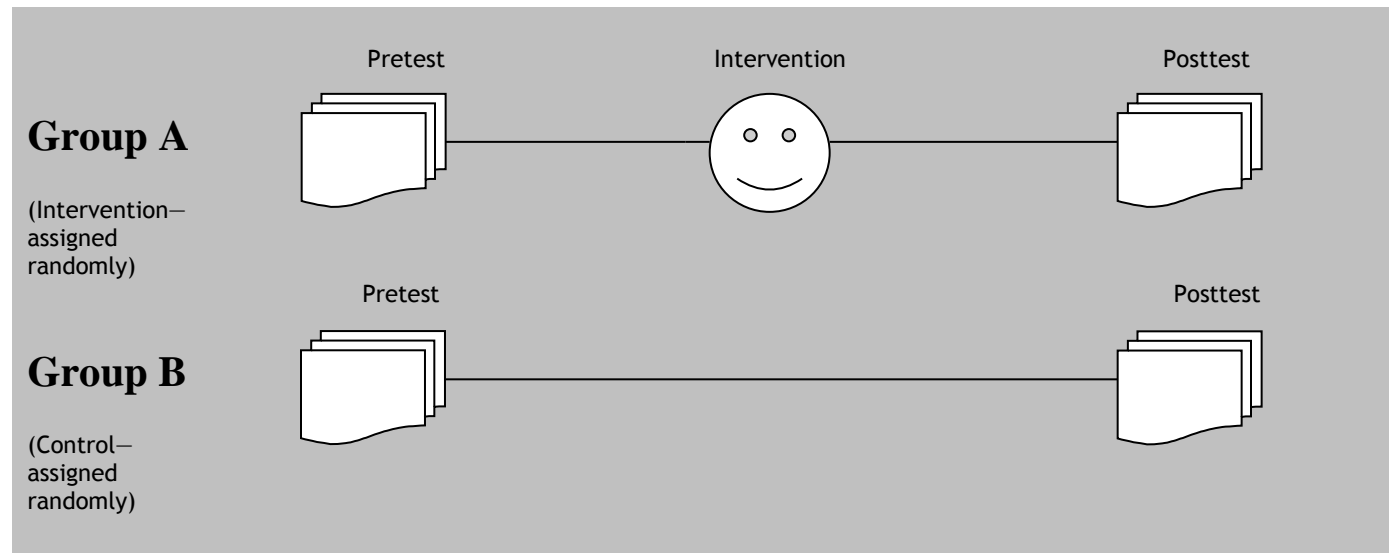 Pretest
Intervention
Posttest
Group A
(Intervention—
assigned
randomly)
Pretest
Posttest
Group B
(Control—
assigned
randomly)